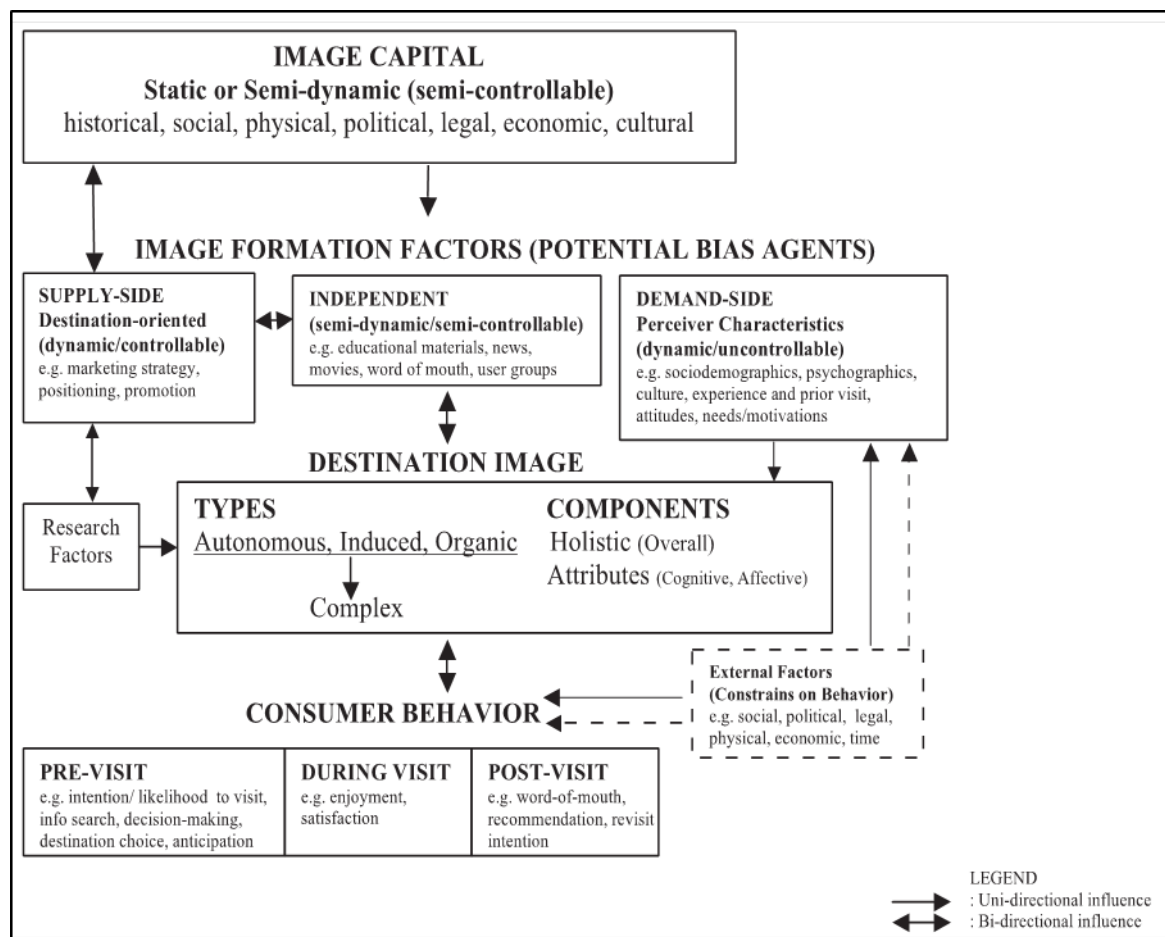 IMAGE CAPITAL
Static or Semi-dynamic (semi-controllable)
historical, social, physical, political, legal, economic, cultural
IMAGE FORMATION FACTORS (POTENTIAL BIAS AGENTS)
SUPPLY-SIDE
Destination-oriented
(dynamic/controllable)
e.g. marketing strategy,
positioning, promotion
INDEPENDENT
(semi-dynamic/semi-controllable)
e.g. educational materials, news,
movies, word of mouth, user groups
DEMAND-SIDE
Perceiver Characteristics
(dynamic/uncontrollable)
e.g. sociodemographics, psychographics,
culture, experience and prior visit,
attitudes, needs/motivations
DESTINATION IMAGE
Research
Factors
TYPES
Autonomous, Induced, Organic
Complex
COMPONENTS
Holistic (Overall)
Attributes (Cognitive, Affective)
External Factors
(Constrains on Behavior)
e.g. social, political, legal,
physical, economic, time
CONSUMER BEHAVIOR
PRE-VISIT
e.g. intention/ likelihood to visit,
info search, decision-making,
destination choice, anticipation
DURING VISIT
e.g. enjoyment,
satisfaction
POST-VISIT
e.g. word-of-mouth,
recommendation, revisit
intention
LEGEND
: Uni-directional influence
: Bi-directional influence